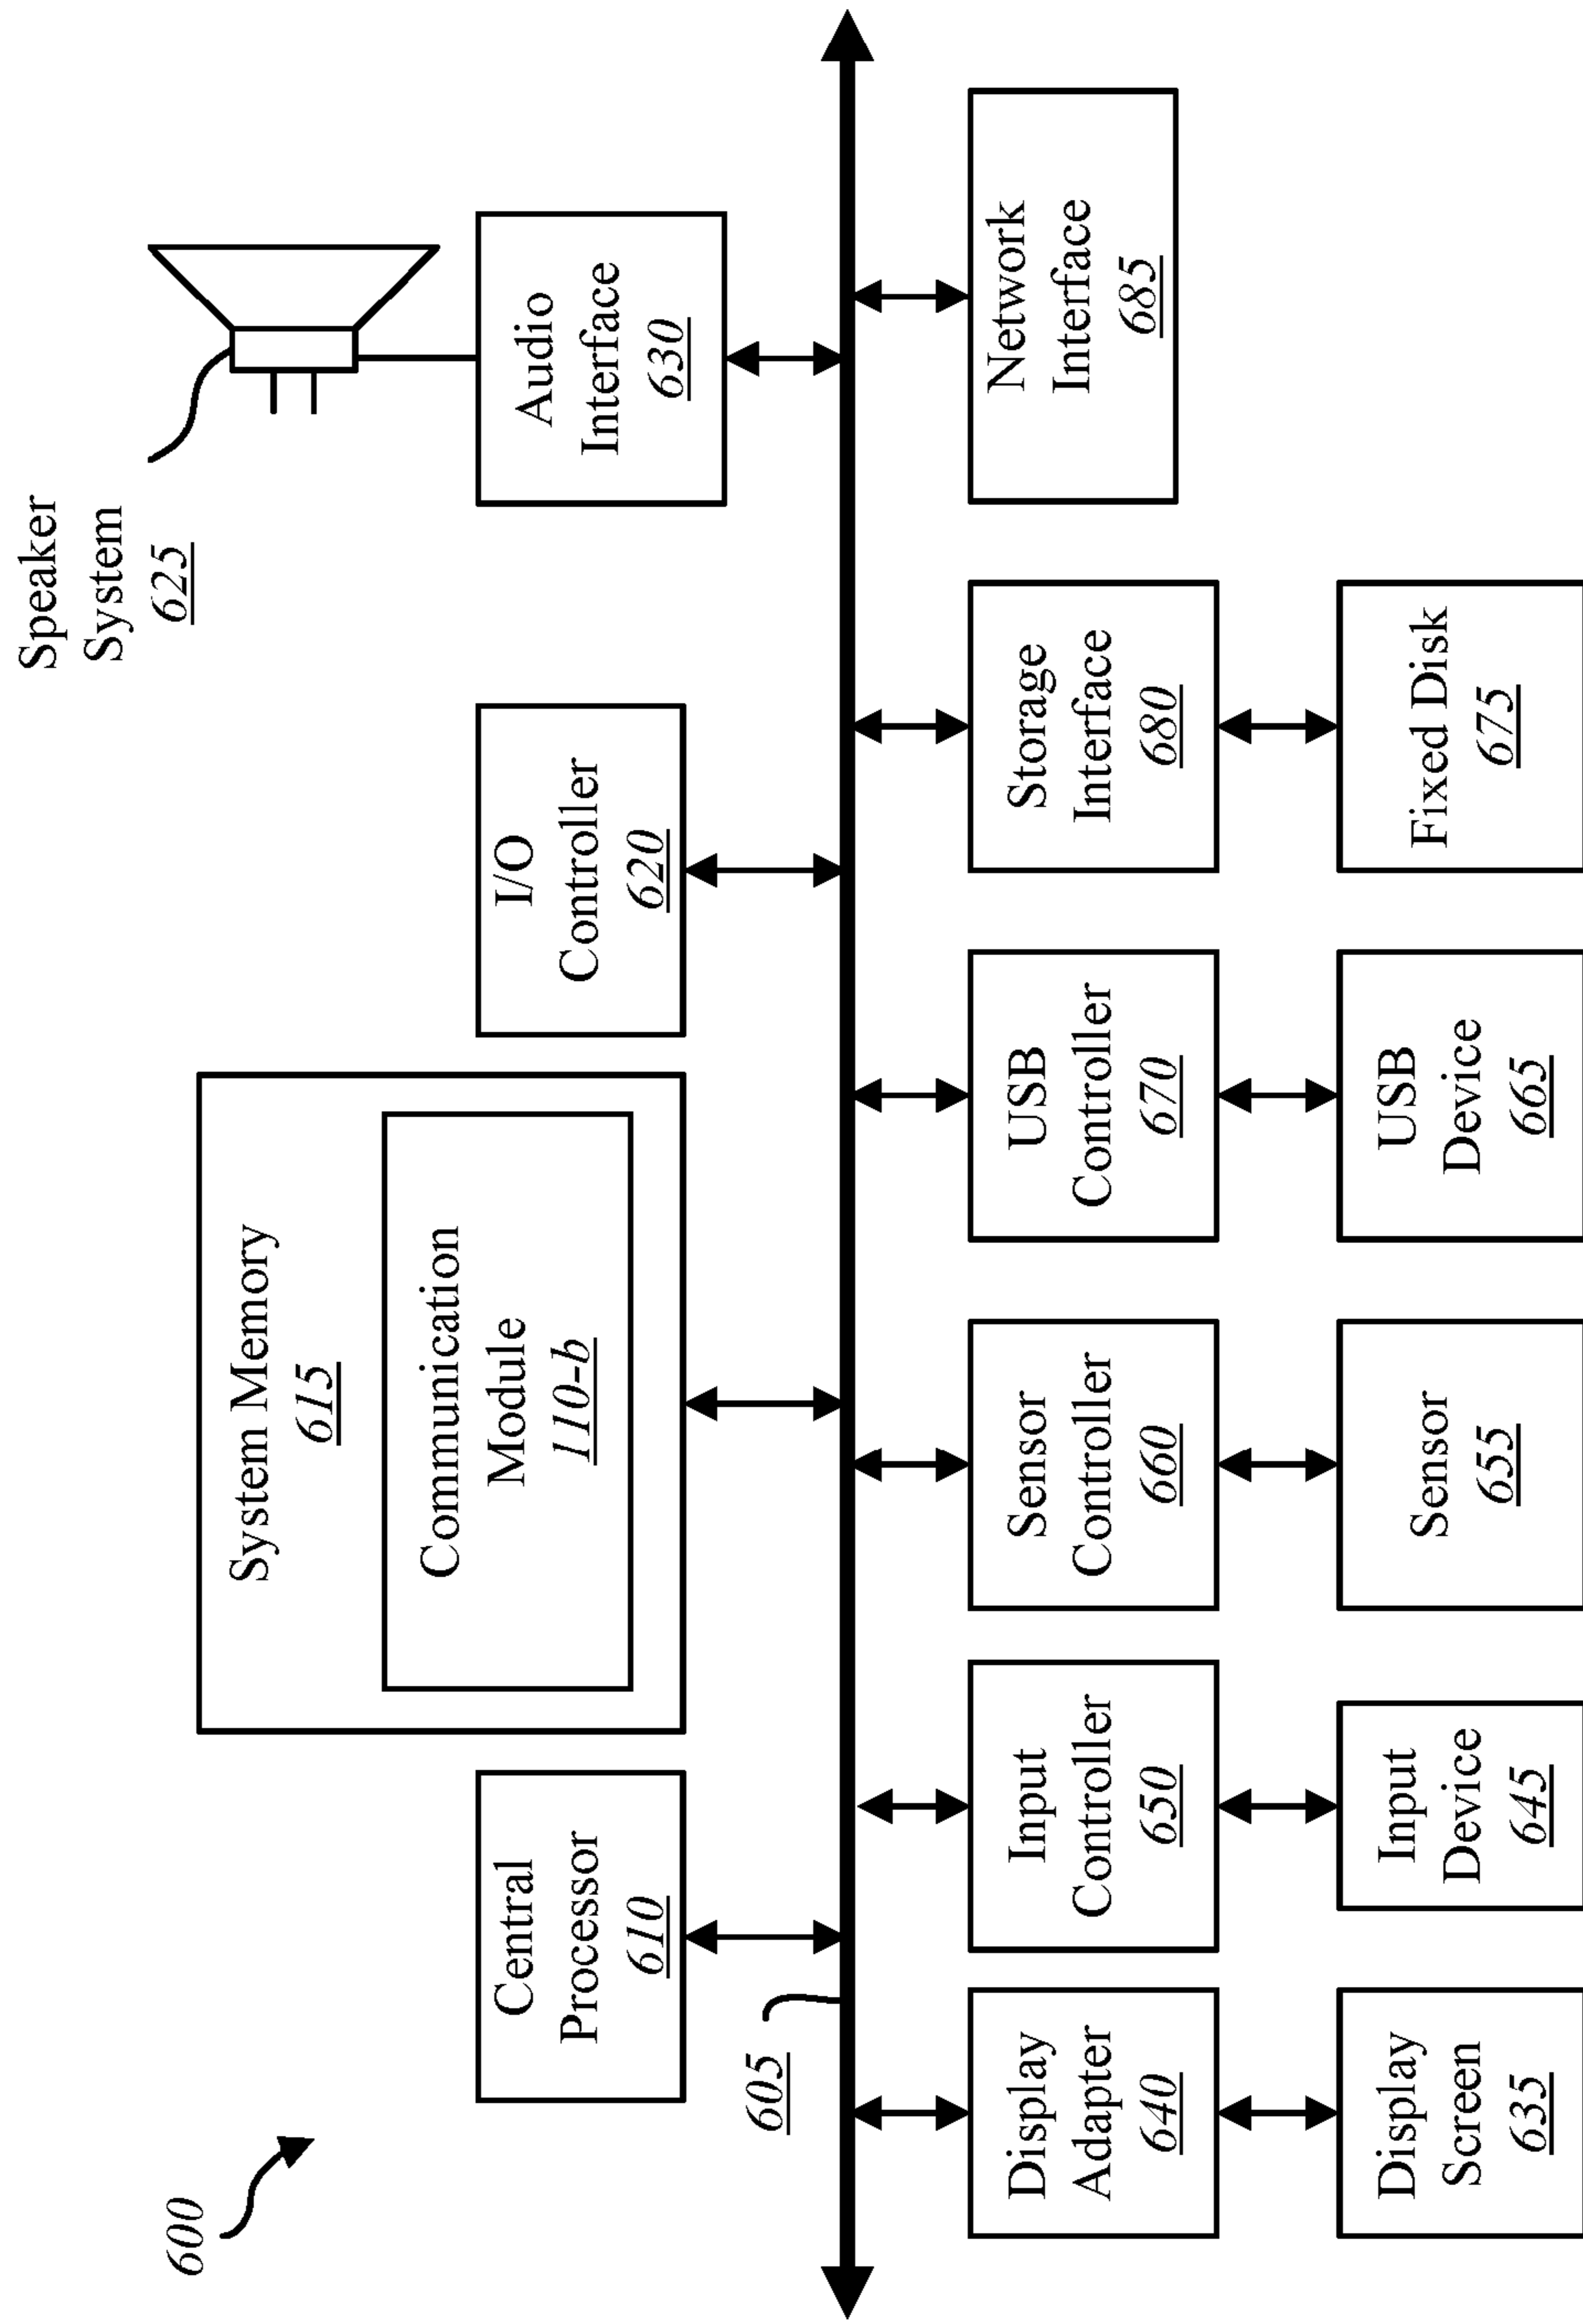 600
Speaker
System
625
System Memory
615
Communication
Module
110-b
Central
Processor
610
I/O
Controller
620
Audio
Interface
630
605
Display
Adapter
640
Input
Controller
650
Sensor
Controller
660
USB
Controller
670
Storage
Interface
680
Network
Interface
685
Display
Screen
635
Input
Device
645
Sensor
655
USB
Device
665
Fixed Disk
675